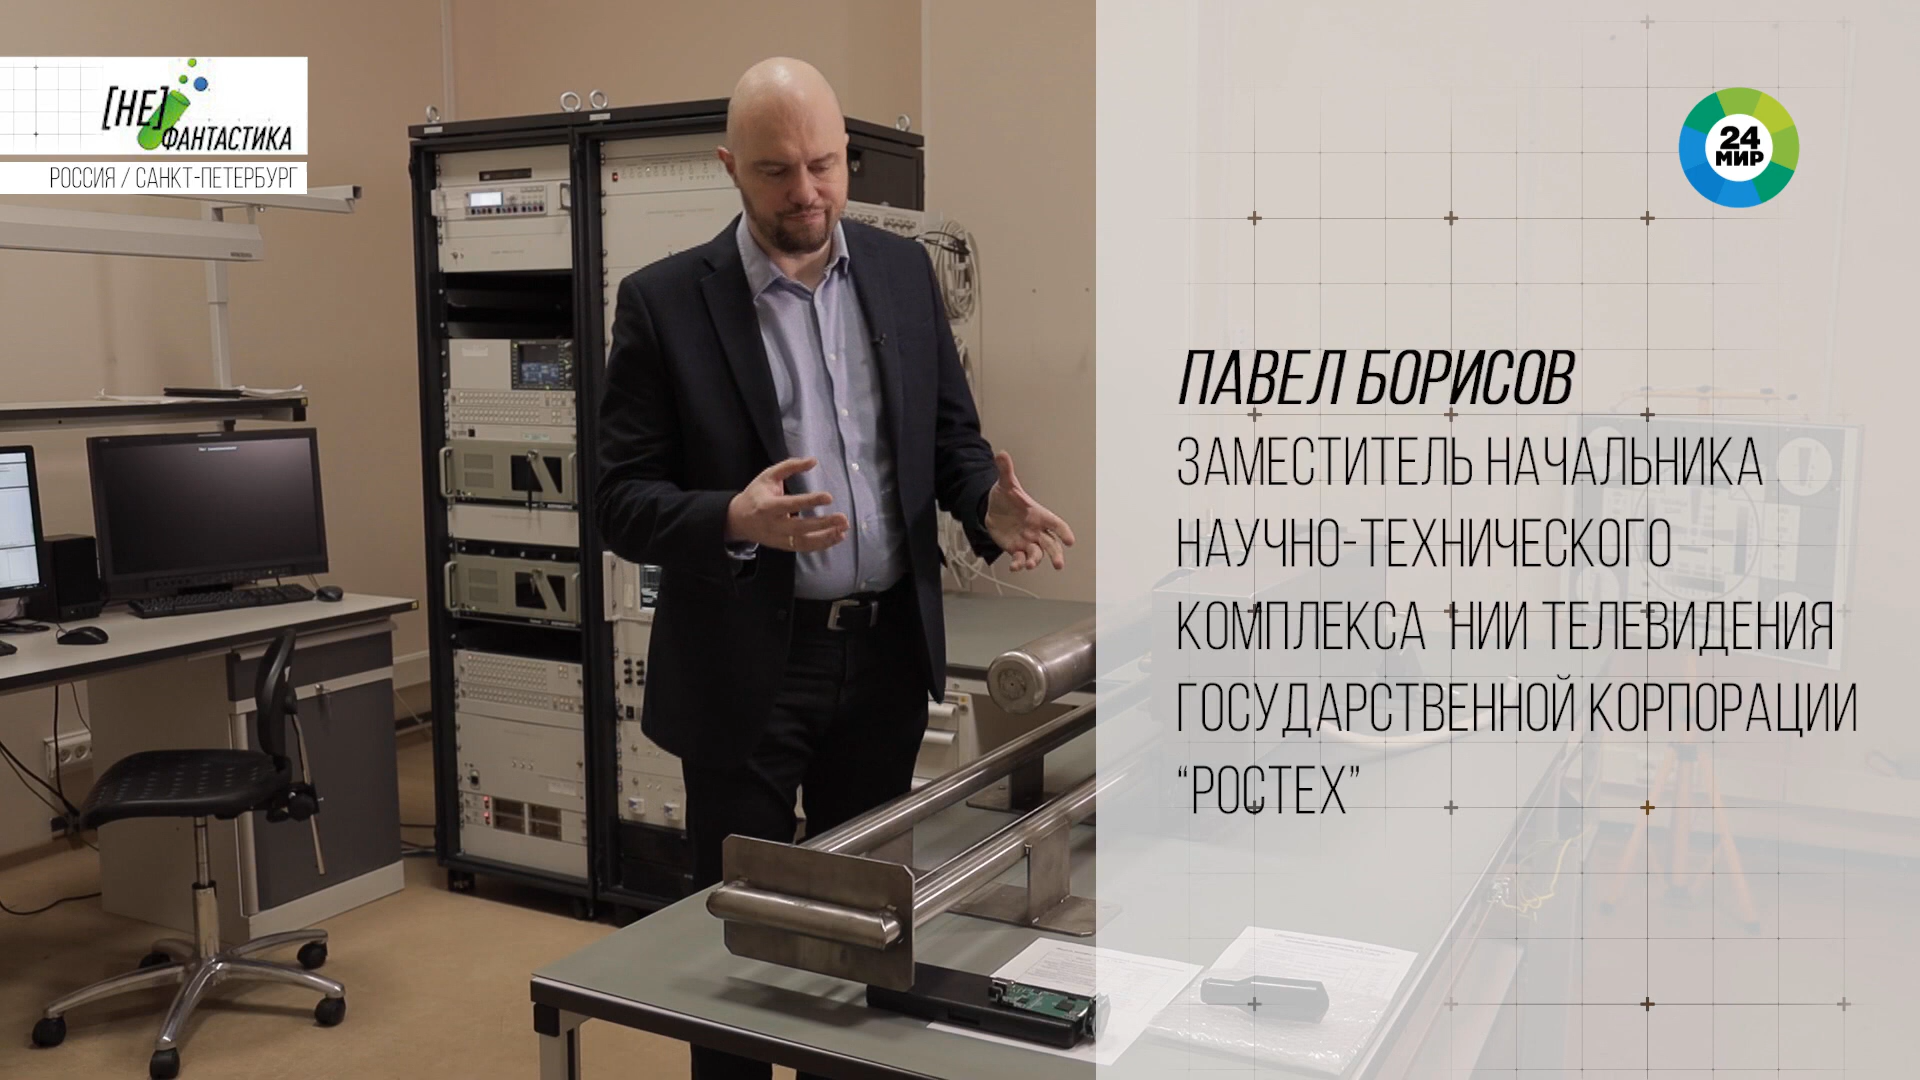 [НЕ]
ФАНТАСТИКА
РОССИЯ / САНКТ-ПЕТЕРБУРГ
24
МИР
ПАВЕЛ БОРИСОВ
ЗАМЕСТИТЕЛЬ НАЧАЛЬНИКА
НАУЧНО-ТЕХНИЧЕСКОГО
КОМПЛЕКСА НИИ ТЕЛЕВИДЕНИЯ
ГОСУДАРСТВЕННОЙ КОРПОРАЦИИ
“РОСТЕХ”